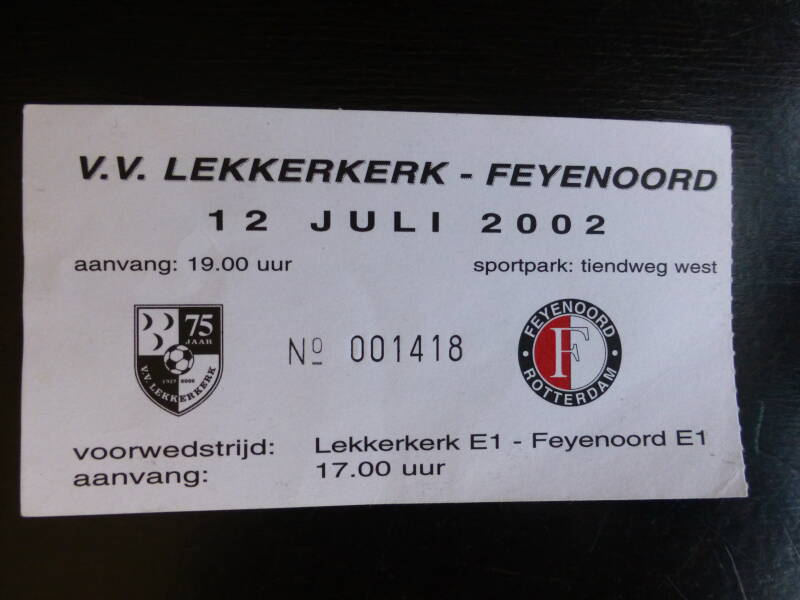 V.V. LEKKERKERK - FEYENOORD
12 JULI 2002
aanvang: 19.00 uur
sportpark: tiendweg west
75
JAAR
V.V. LEKKERKERK
Nº 001418
FEYENOORD
F
ROTTERDAM
voorwedstrijd: Lekkerkerk E1 - Feyenoord E1
aanvang: 17.00 uur